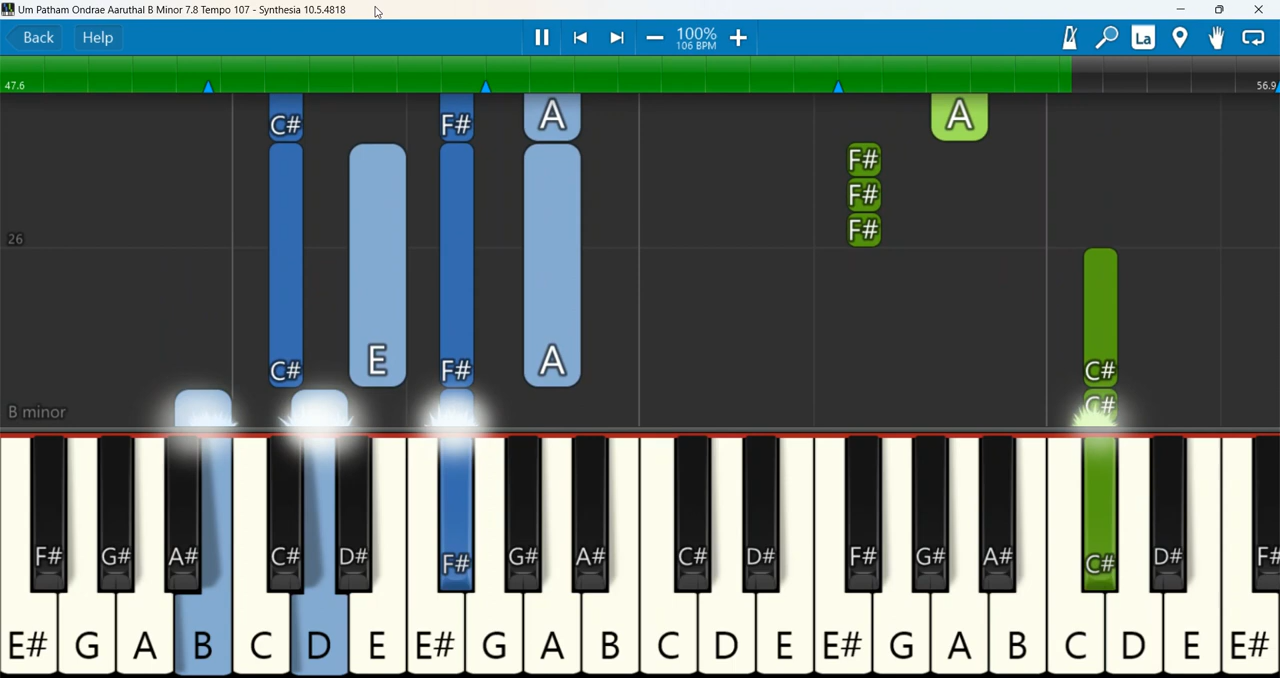 Um Patham Ondrae Aaruthal B Minor 7.8 Tempo 107 - Synthesia 10.5.4818
Back Help 100% La
106 BPM
47.6 56.9
C# F# A A
F#
F#
F#
26
C# E F# A C#
B minor C#
F# G# A# C# D# F# G# A# C# D# F# G# A# C# D# F#
E# G A B C D E E# G A B C D E E# G A B C D E E#